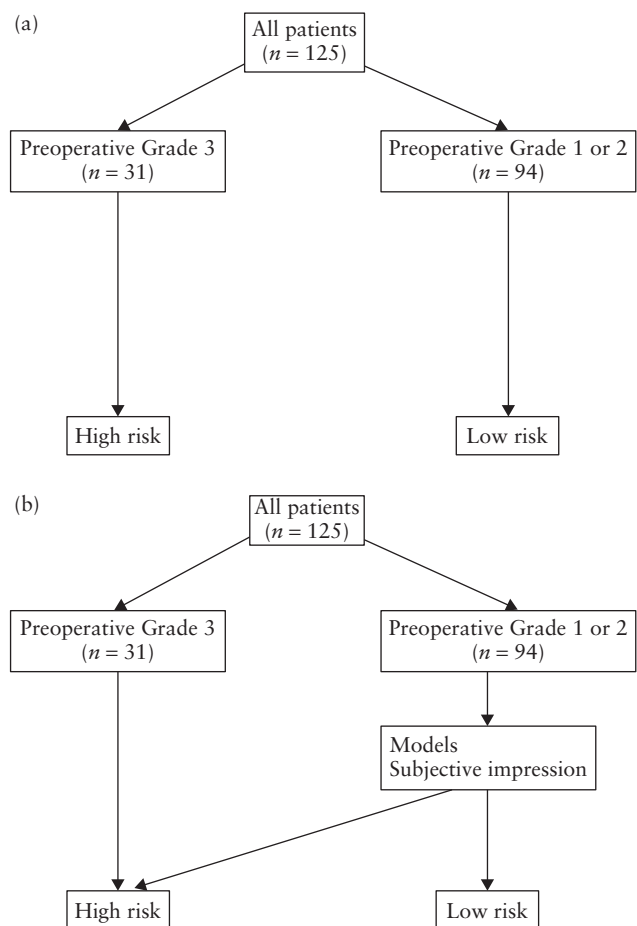 (a)
All patients
(n = 125)
Preoperative Grade 3
(n = 31)
Preoperative Grade 1 or 2
(n = 94)
High risk
Low risk
(b)
All patients
(n = 125)
Preoperative Grade 3
(n = 31)
Preoperative Grade 1 or 2
(n = 94)
Models
Subjective impression
High risk
Low risk